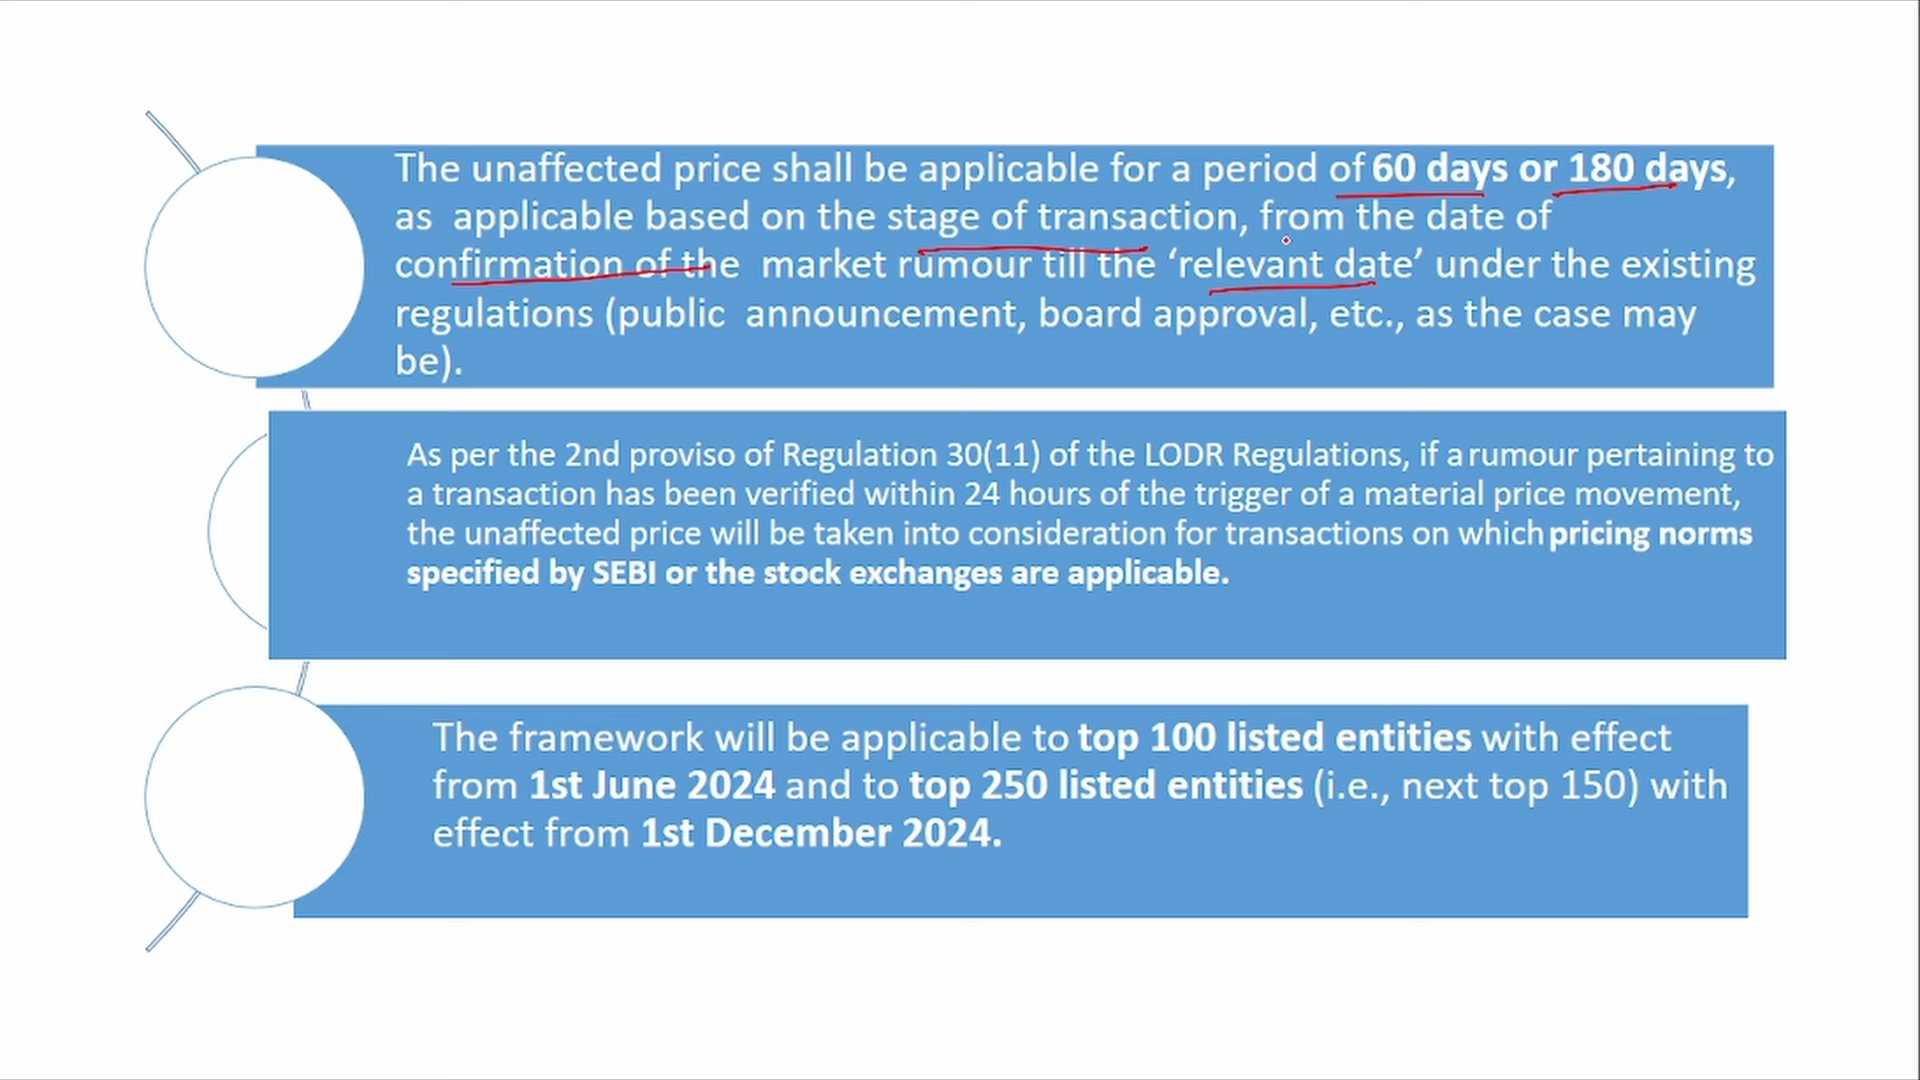 The unaffected price shall be applicable for a period of 60 days or 180 days,
as applicable based on the stage of transaction, from the date of
confirmation of the market rumour till the ‘relevant date’ under the existing
regulations (public announcement, board approval, etc., as the case may
be).
As per the 2nd proviso of Regulation 30(11) of the LODR Regulations, if a rumour pertaining to
a transaction has been verified within 24 hours of the trigger of a material price movement,
the unaffected price will be taken into consideration for transactions on which pricing norms
specified by SEBI or the stock exchanges are applicable.
The framework will be applicable to top 100 listed entities with effect
from 1st June 2024 and to top 250 listed entities (i.e., next top 150) with
effect from 1st December 2024.